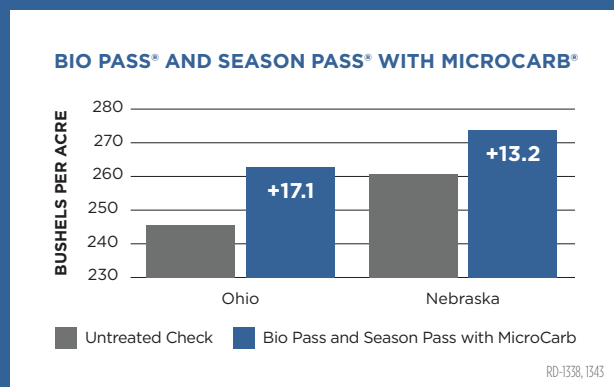 BIO PASS® AND SEASON PASS® WITH MICROCARB®
BUSHELS PER ACRE
280
270
260
250
240
230
+17.1
+13.2
Ohio
Nebraska
Untreated Check
Bio Pass and Season Pass with MicroCarb
RD-1338, 1343